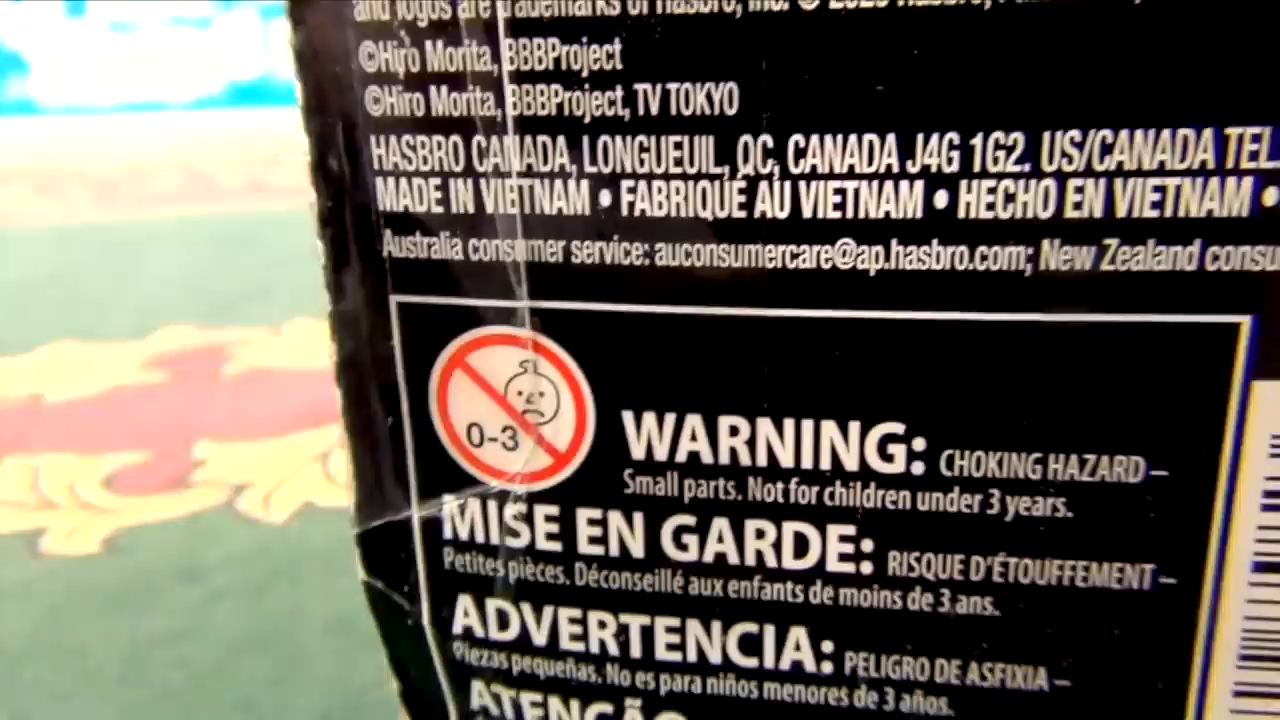 and logos are trademarks of Hasbro, Inc. ©
©Hiro Morita, BBBProject
©Hiro Morita, BBBProject, TV TOKYO
HASBRO CANADA, LONGUEUIL, QC, CANADA J4G 1G2. US/CANADA TEL.
MADE IN VIETNAM • FABRIQUÉ AU VIETNAM • HECHO EN VIETNAM •
Australia consumer service: auconsumercare@ap.hasbro.com; New Zealand consu
0-3
WARNING: CHOKING HAZARD –
Small parts. Not for children under 3 years.
MISE EN GARDE: RISQUE D'ÉTOUFFEMENT –
Petites pièces. Déconseillé aux enfants de moins de 3 ans.
ADVERTENCIA: PELIGRO DE ASFIXIA –
Piezas pequeñas. No es para niños menores de 3 años.
ATENÇÃO